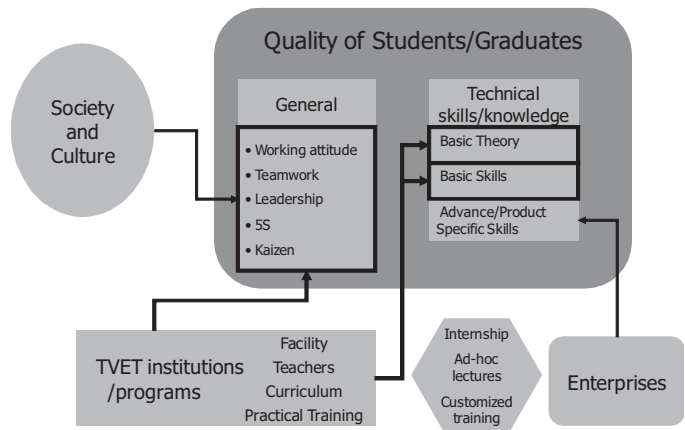 Quality of Students/Graduates
Society
and
Culture
General
• Working attitude
• Teamwork
• Leadership
• 5S
• Kaizen
Technical
skills/knowledge
Basic Theory
Basic Skills
Advance/Product
Specific Skills
TVET institutions
/programs
Facility
Teachers
Curriculum
Practical Training
Internship
Ad-hoc
lectures
Customized
training
Enterprises